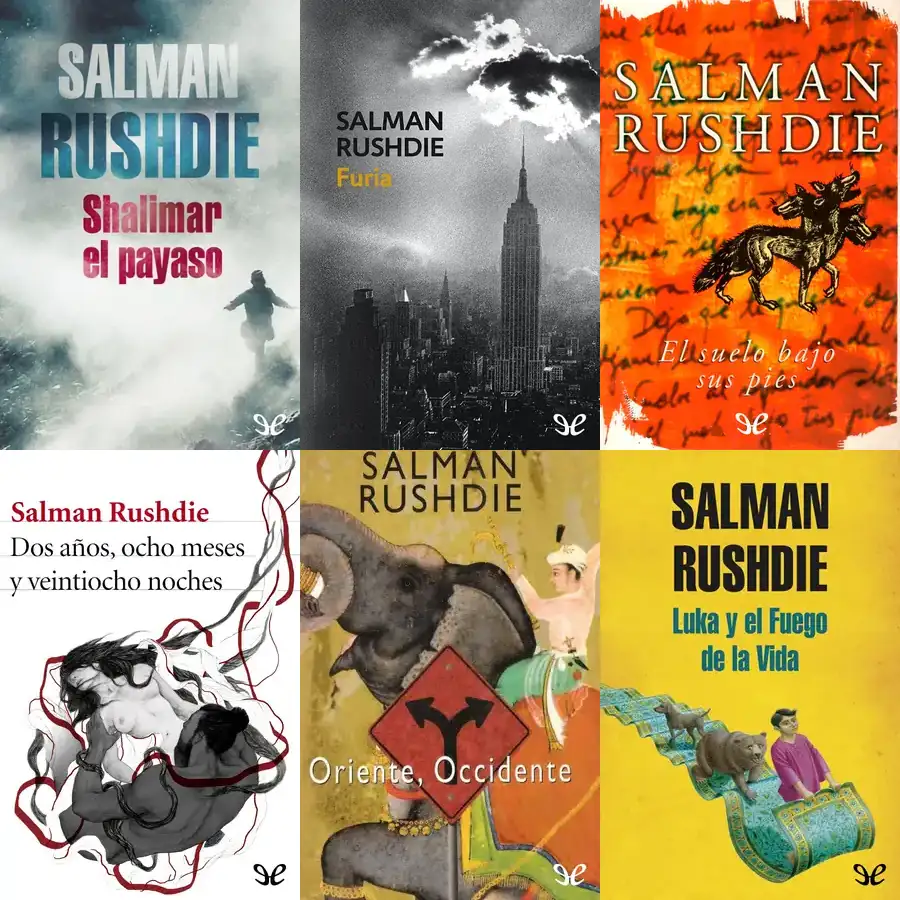 SALMAN
RUSHDIE
Shalimar
el payaso
SALMAN
RUSHDIE
Furia
SALMAN
RUSHDIE
El suelo bajo
sus pies
Salman Rushdie
Dos años, ocho meses
y veintiocho noches
SALMAN
RUSHDIE
Oriente, Occidente
SALMAN
RUSHDIE
Luka y el Fuego
de la Vida